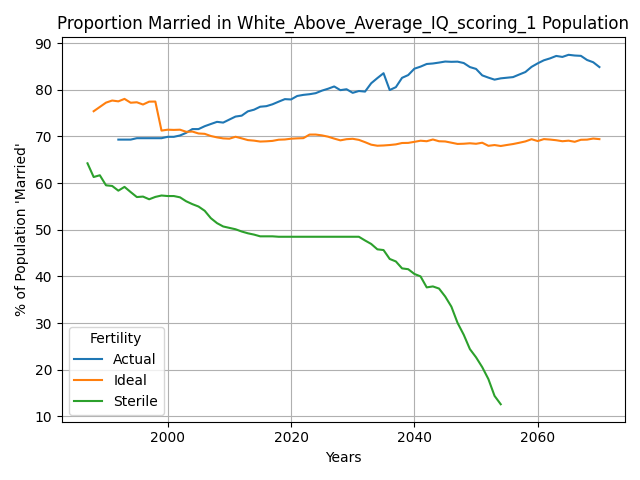 Proportion Married in White_Above_Average_IQ_scoring_1 Population
% of Population 'Married'
90
80
70
60
50
40
30
20
10
Fertility
Actual
Ideal
Sterile
2000
2020
2040
2060
Years